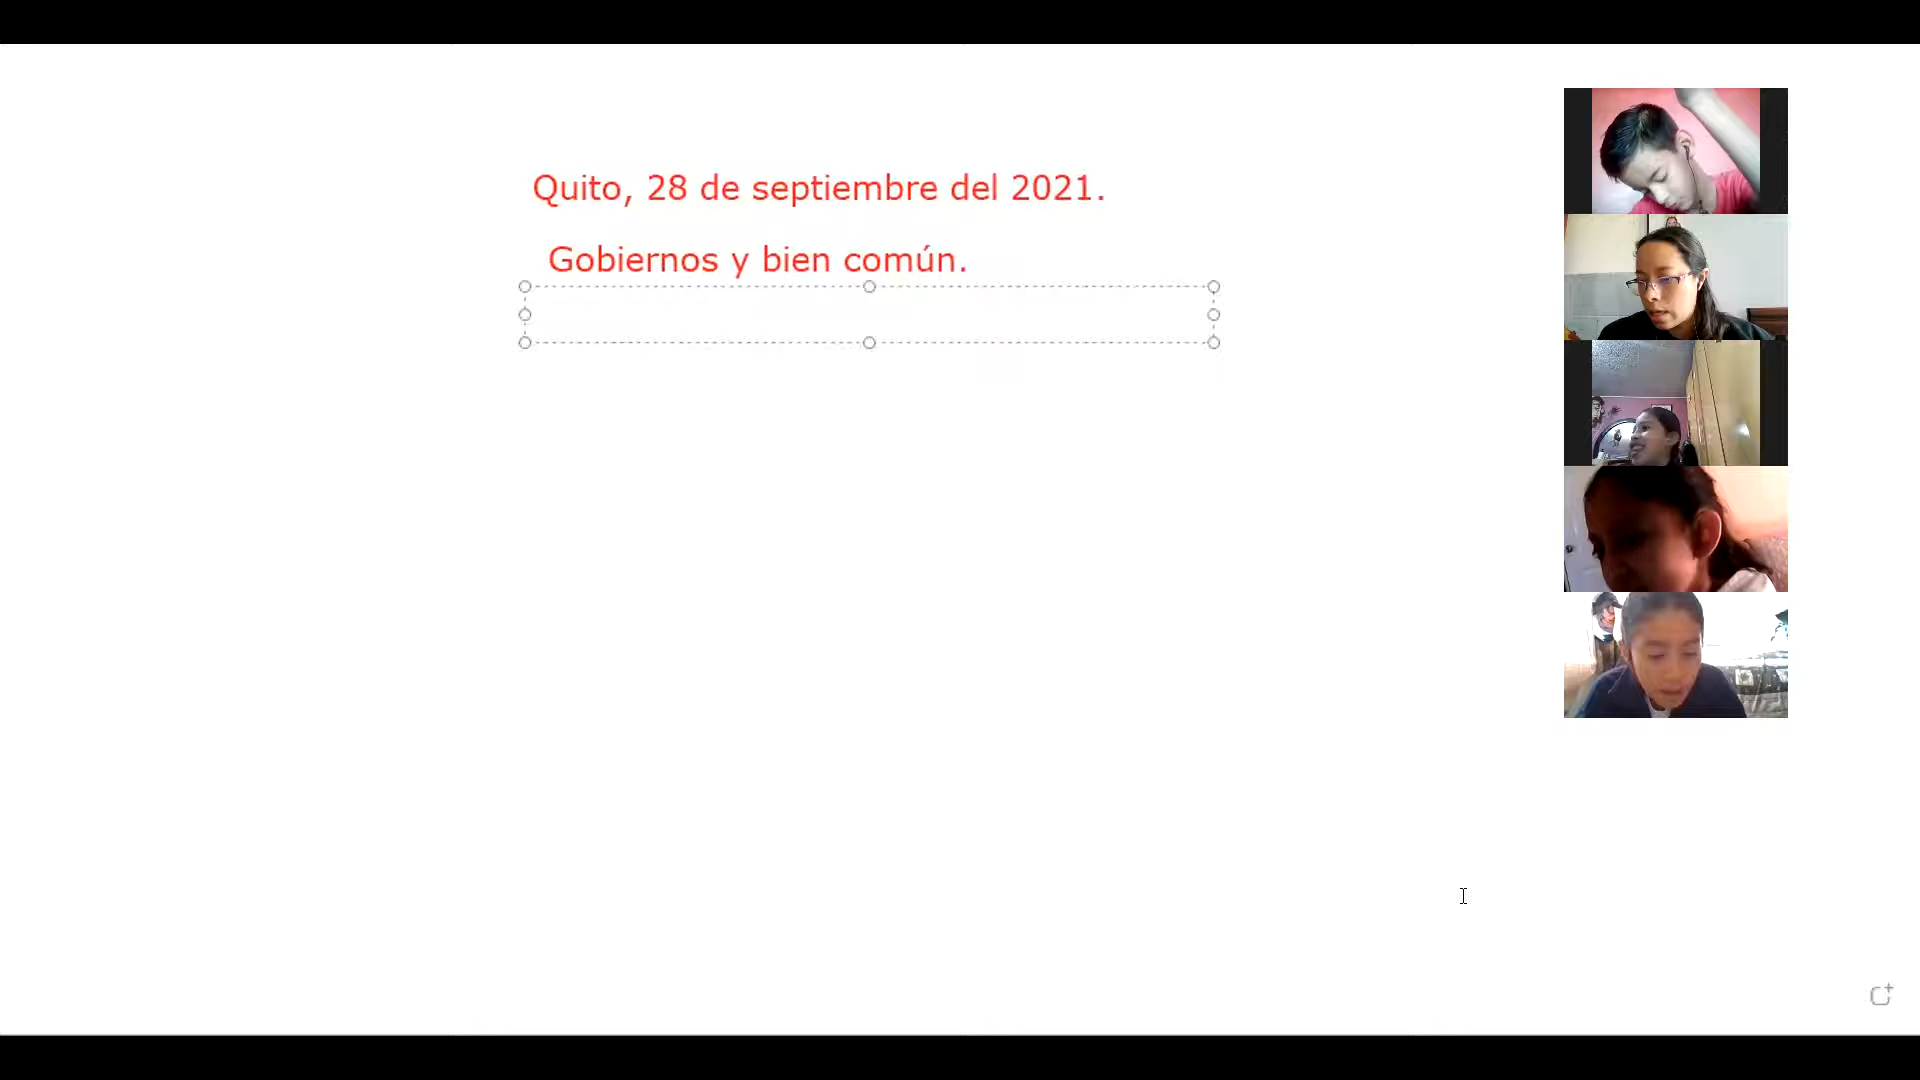 Quito, 28 de septiembre del 2021.
Gobiernos y bien común.